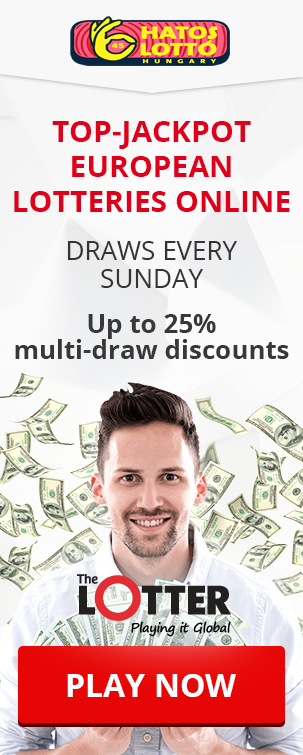 6
45
HATOS
LOTTO
HUNGARY
TOP-JACKPOT
EUROPEAN
LOTTERIES ONLINE
DRAWS EVERY
SUNDAY
Up to 25%
multi-draw discounts
The
LOTTER
Playing it Global
PLAY NOW